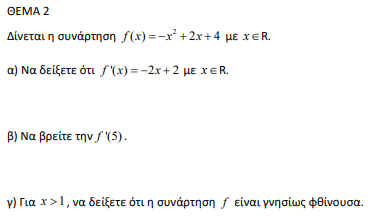 ΘΕΜΑ 2
Δίνεται η συνάρτηση f(x) = −x² + 2x + 4 με x ∈ R.
α) Να δείξετε ότι f '(x) = −2x + 2 με x ∈ R.
β) Να βρείτε την f '(5) .
γ) Για x > 1 , να δείξετε ότι η συνάρτηση f είναι γνησίως φθίνουσα.